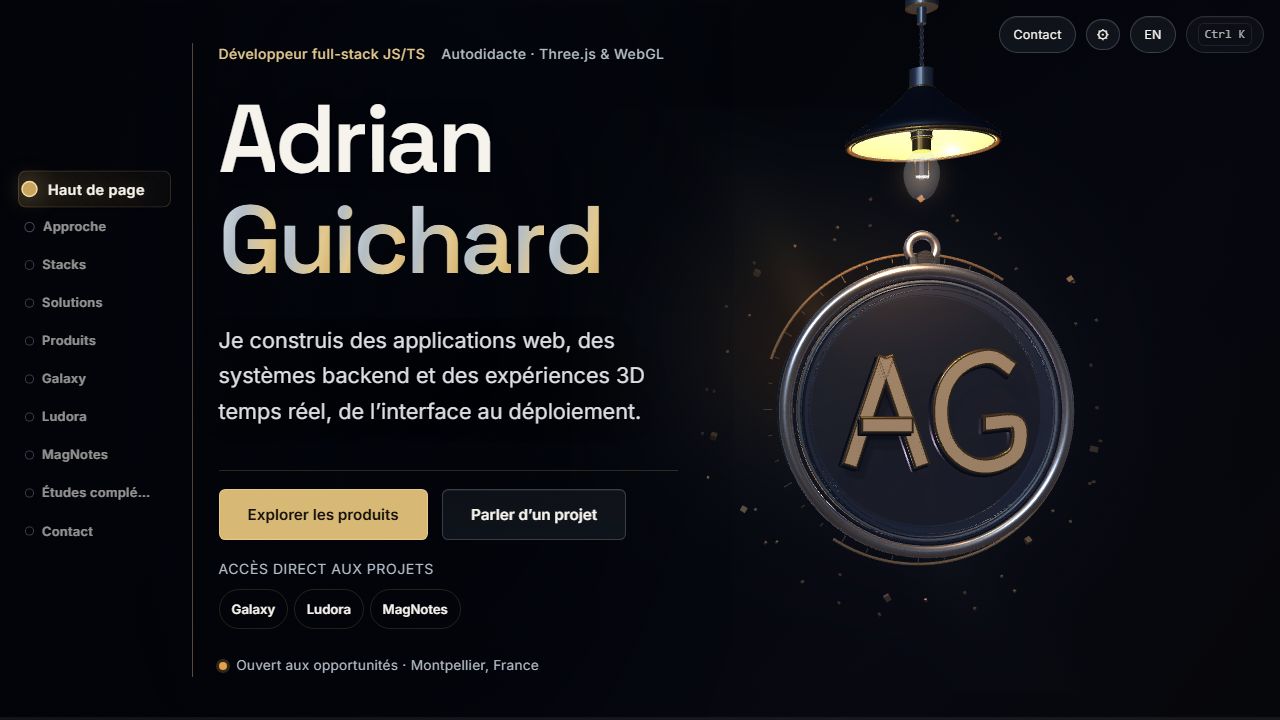 Contact
EN
Ctrl K
Développeur full-stack JS/TS Autodidacte · Three.js & WebGL
Adrian
Guichard
Haut de page
Approche
Stacks
Solutions
Produits
Galaxy
Ludora
MagNotes
Études complé...
Contact
Je construis des applications web, des
systèmes backend et des expériences 3D
temps réel, de l’interface au déploiement.
Explorer les produits
Parler d’un projet
ACCÈS DIRECT AUX PROJETS
Galaxy
Ludora
MagNotes
Ouvert aux opportunités · Montpellier, France
AG